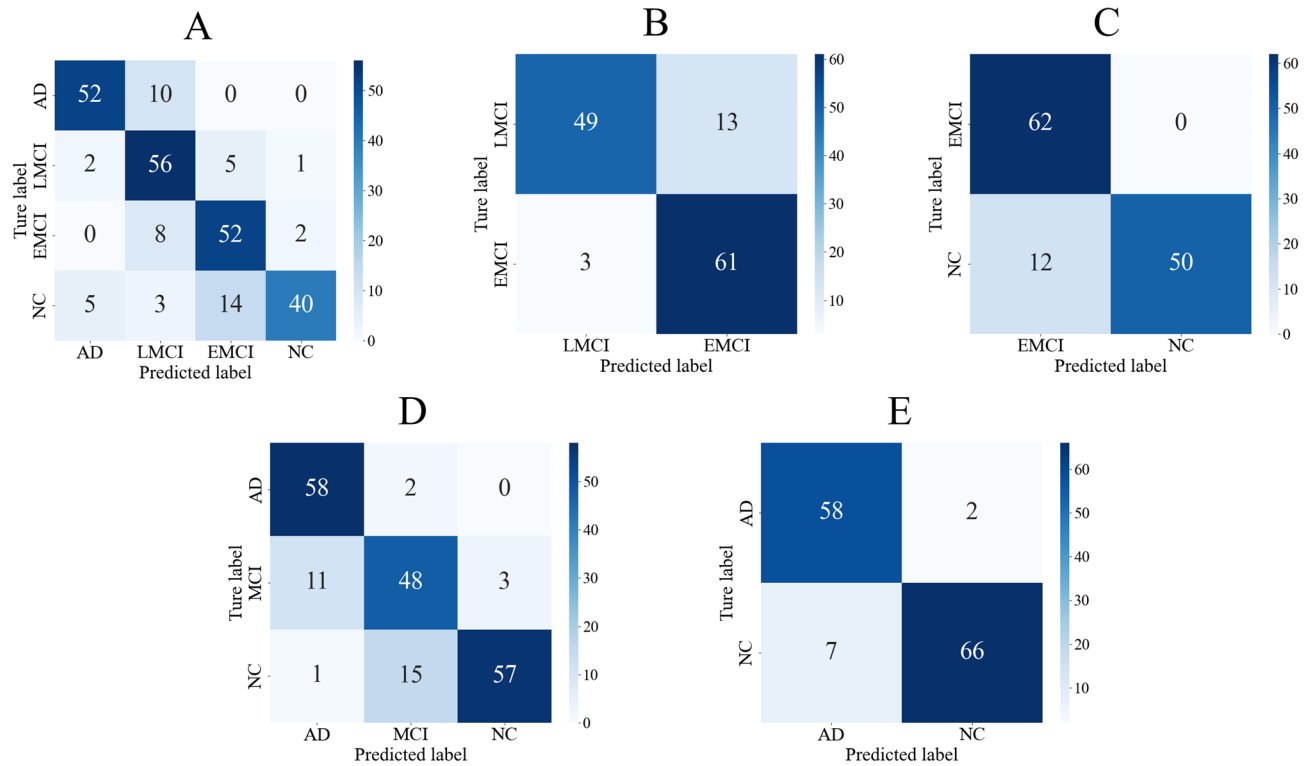 A
B
C
AD
LMCI
EMCI
NC
Ture label
52 10 0 0
2 56 5 1
0 8 52 2
5 3 14 40
AD LMCI EMCI NC
Predicted label
50
40
30
20
10
0
LMCI
EMCI
Ture label
49 13
3 61
LMCI EMCI
Predicted label
60
50
40
30
20
10
EMCI
NC
Ture label
62 0
12 50
EMCI NC
Predicted label
60
50
40
30
20
10
0
D
E
AD
MCI
NC
Ture label
58 2 0
11 48 3
1 15 57
AD MCI NC
Predicted label
50
40
30
20
10
0
AD
NC
Ture label
58 2
7 66
AD NC
Predicted label
60
50
40
30
20
10